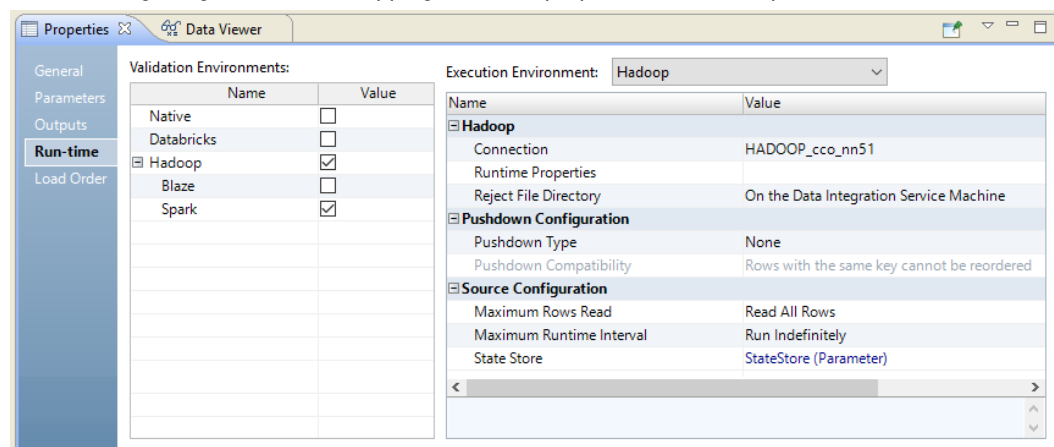 Properties
Data Viewer
General
Parameters
Outputs
Run-time
Load Order
Validation Environments:
Name Value
Native
Databricks
Hadoop
Blaze
Spark
Execution Environment: Hadoop
Name Value
Hadoop
Connection HADOOP_cco_nn51
Runtime Properties
Reject File Directory On the Data Integration Service Machine
Pushdown Configuration
Pushdown Type None
Pushdown Compatibility Rows with the same key cannot be reordered
Source Configuration
Maximum Rows Read Read All Rows
Maximum Runtime Interval Run Indefinitely
State Store StateStore (Parameter)